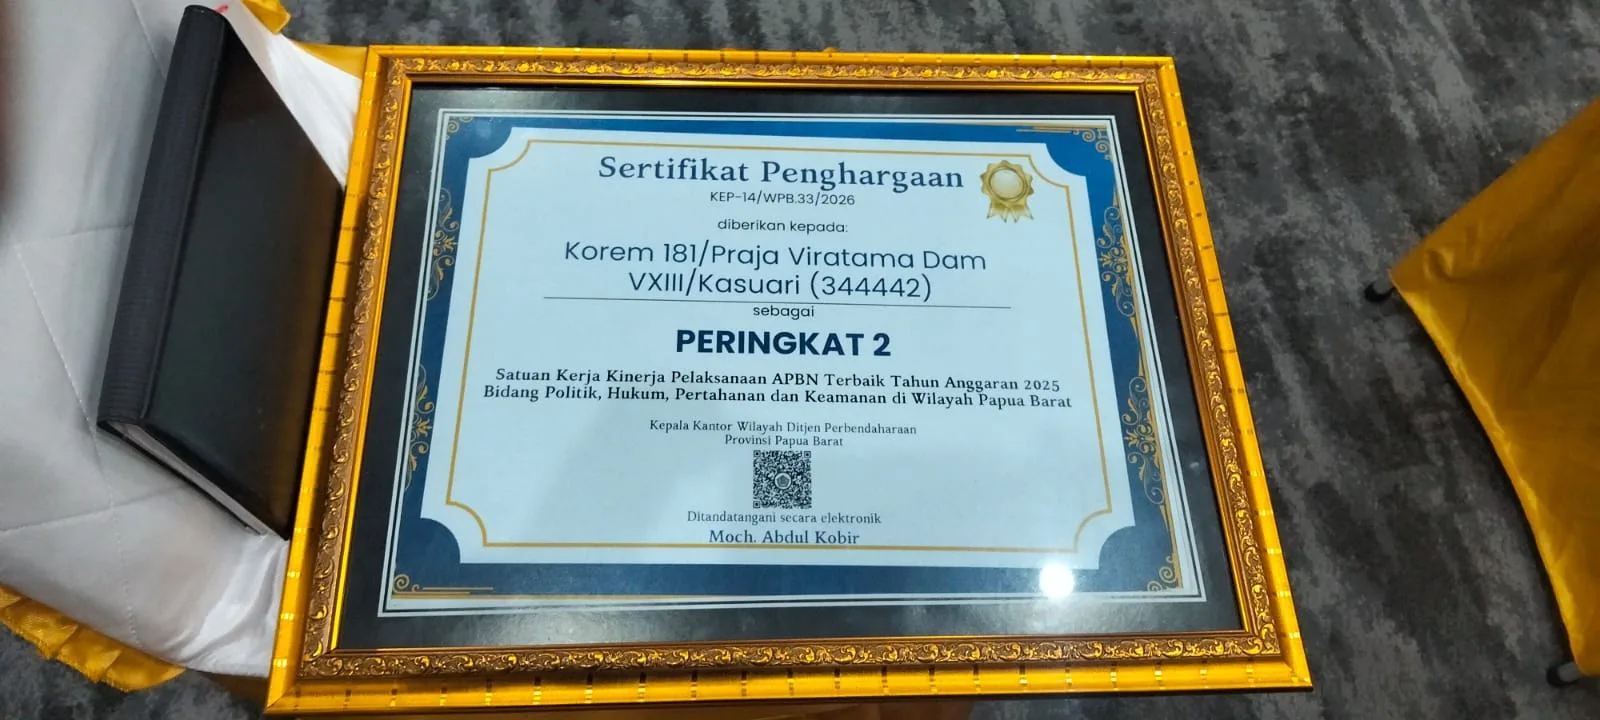 Sertifikat Penghargaan
KEP-14/WPB.33/2026
diberikan kepada:
Korem 181/Praja Viratama Dam
VXIII/Kasuari (344442)
sebagai
PERINGKAT 2
Satuan Kerja Kinerja Pelaksanaan APBN Terbaik Tahun Anggaran 2025
Bidang Politik, Hukum, Pertahanan dan Keamanan di Wilayah Papua Barat
Kepala Kantor Wilayah Ditjen Perbendaharaan
Provinsi Papua Barat
Ditandatangani secara elektronik
Moch. Abdul Kobir